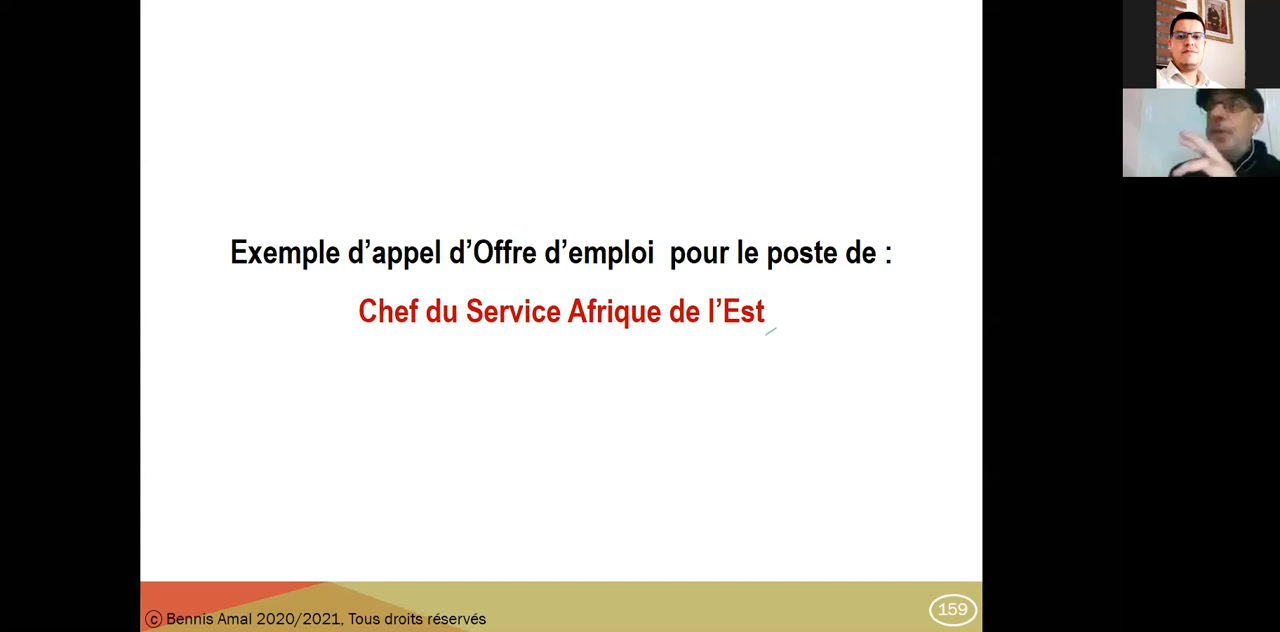 Exemple d’appel d’Offre d’emploi  pour le poste de :
Chef du Service Afrique de l’Est
© Bennis Amal 2020/2021, Tous droits réservés
159